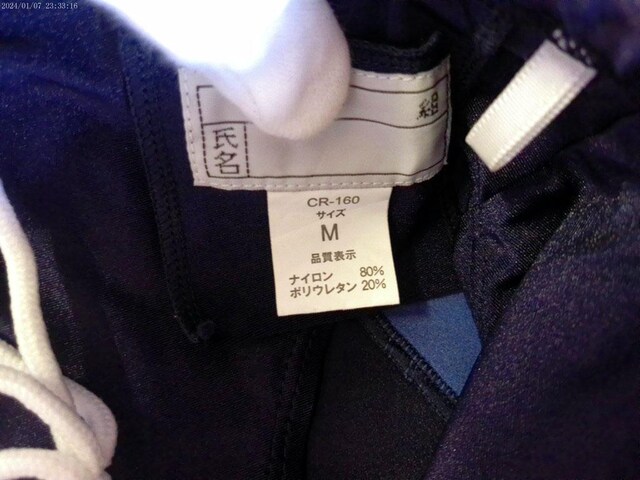 2024/01/07 23:33:16
組
氏名
CR-160
サイズ
M
品質表示
ナイロン 80%
ポリウレタン 20%